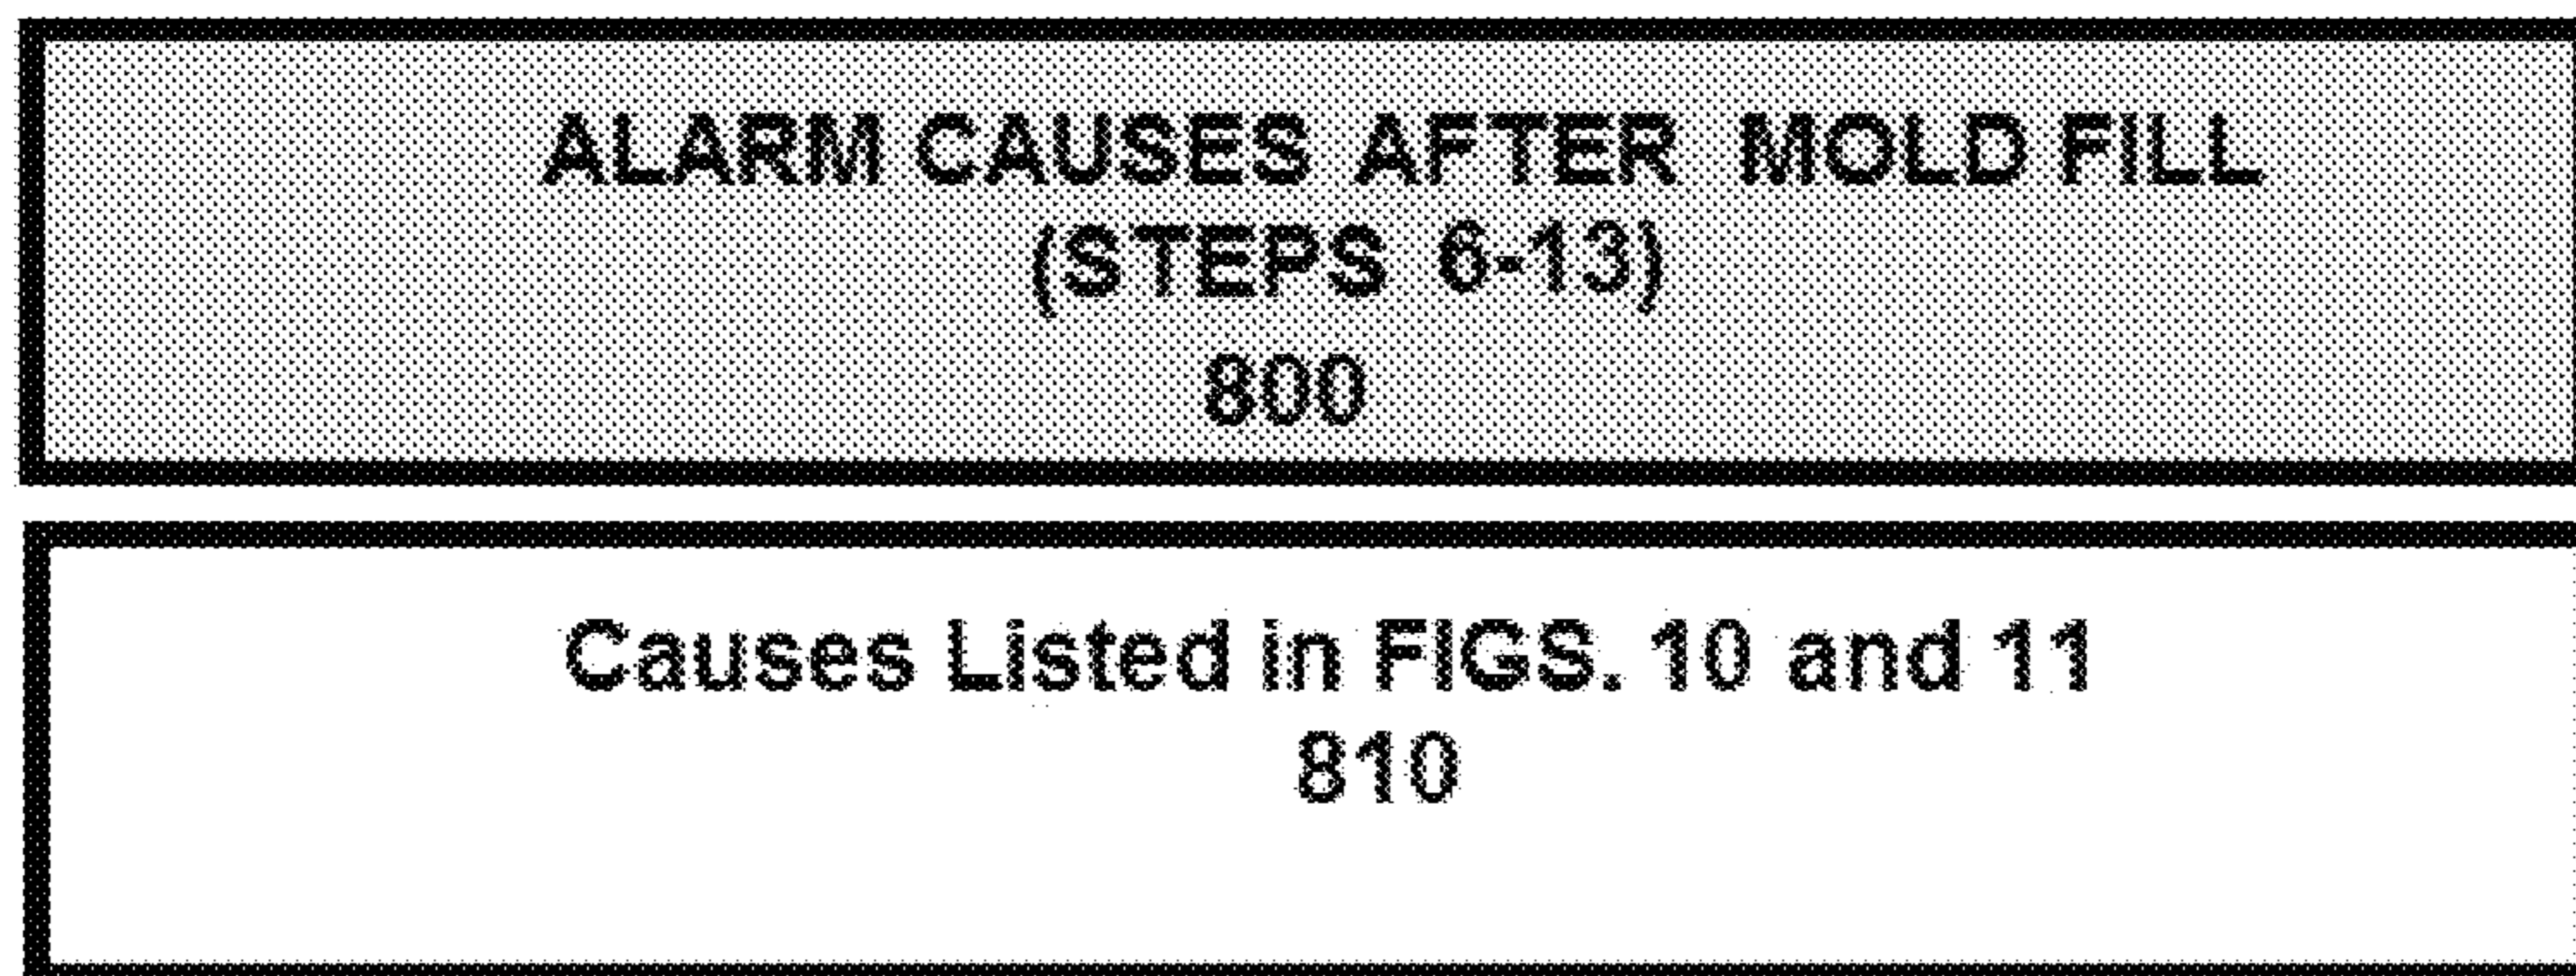 ALARM CAUSES AFTER MOLD FILL
(STEPS 6-13)
800
Causes Listed in FIGS. 10 and 11
810